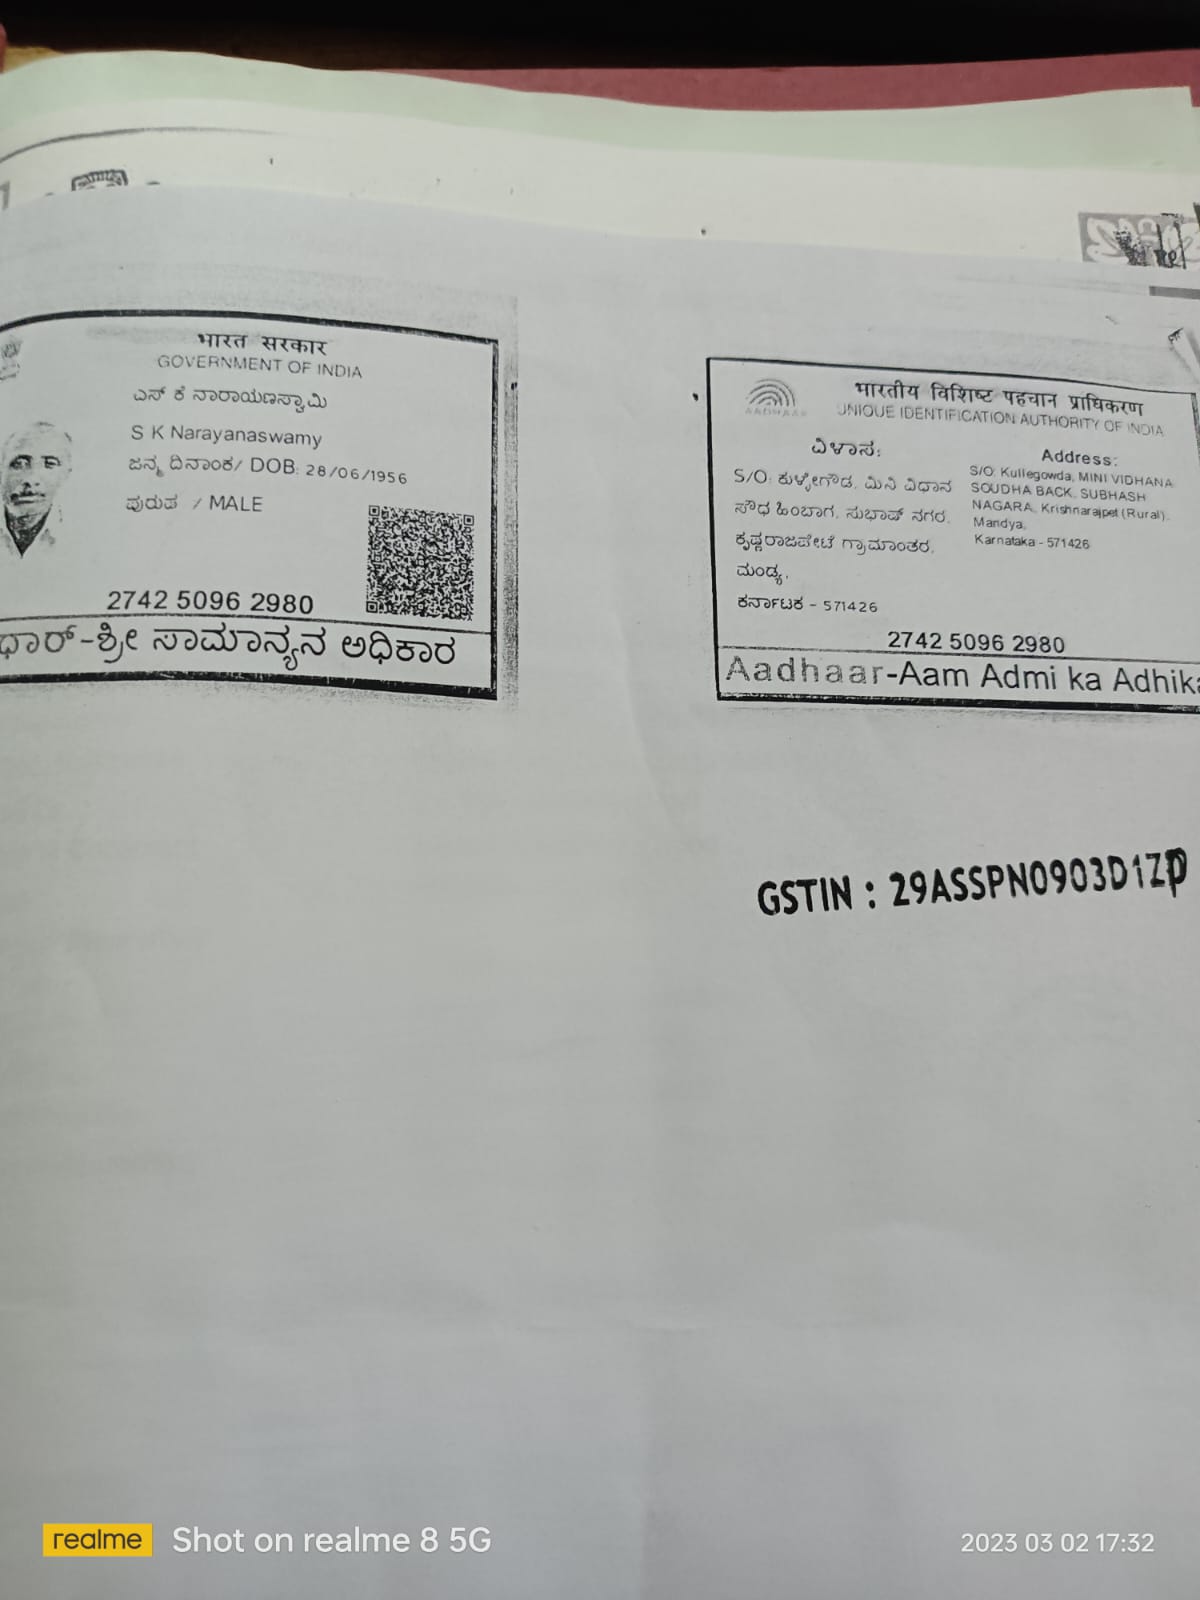 भारत सरकार
GOVERNMENT OF INDIA
ಎಸ್ ಕೆ ನಾರಾಯಣಸ್ವಾಮಿ
S K Narayanaswamy
ಜನ್ಮ ದಿನಾಂಕ/ DOB: 28/06/1956
ಪುರುಷ / MALE
2742 5096 2980
ಧಾರ್-ಶ್ರೀ ಸಾಮಾನ್ಯನ ಅಧಿಕಾರ
AADHAAR
भारतीय विशिष्ट पहचान प्राधिकरण
UNIQUE IDENTIFICATION AUTHORITY OF INDIA
ವಿಳಾಸ:
S/O: ಕುಳ್ಳೇಗೌಡ, ಮಿನಿ ವಿಧಾನ
ಸೌಧ ಹಿಂಬಾಗ, ಸುಭಾಷ್ ನಗರ,
ಕೃಷ್ಣರಾಜಪೇಟೆ ಗ್ರಾಮಾಂತರ,
ಮಂಡ್ಯ,
ಕರ್ನಾಟಕ - 571426
Address:
S/O: Kullegowda, MINI VIDHANA
SOUDHA BACK, SUBHASH
NAGARA, Krishnarajpet (Rural),
Mandya,
Karnataka - 571426
2742 5096 2980
Aadhaar-Aam Admi ka Adhika
GSTIN : 29ASSPN0903D1ZP
realme Shot on realme 8 5G
2023 03 02 17:32